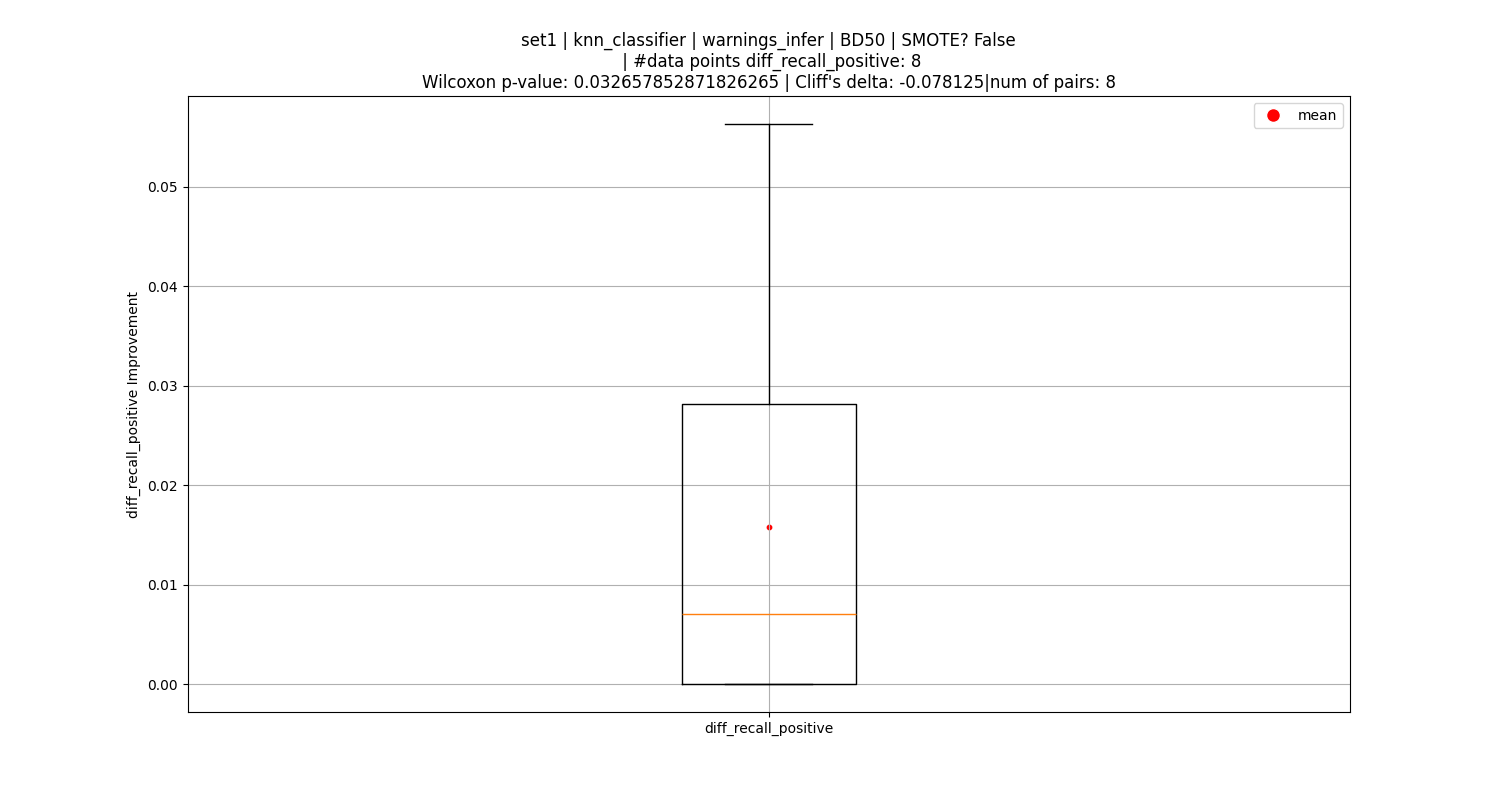 set1 | knn_classifier | warnings_infer | BD50 | SMOTE? False
| #data points diff_recall_positive: 8
Wilcoxon p-value: 0.032657852871826265 | Cliff's delta: -0.078125|num of pairs: 8
mean
0.05
0.04
0.03
0.02
0.01
0.00
diff_recall_positive Improvement
diff_recall_positive